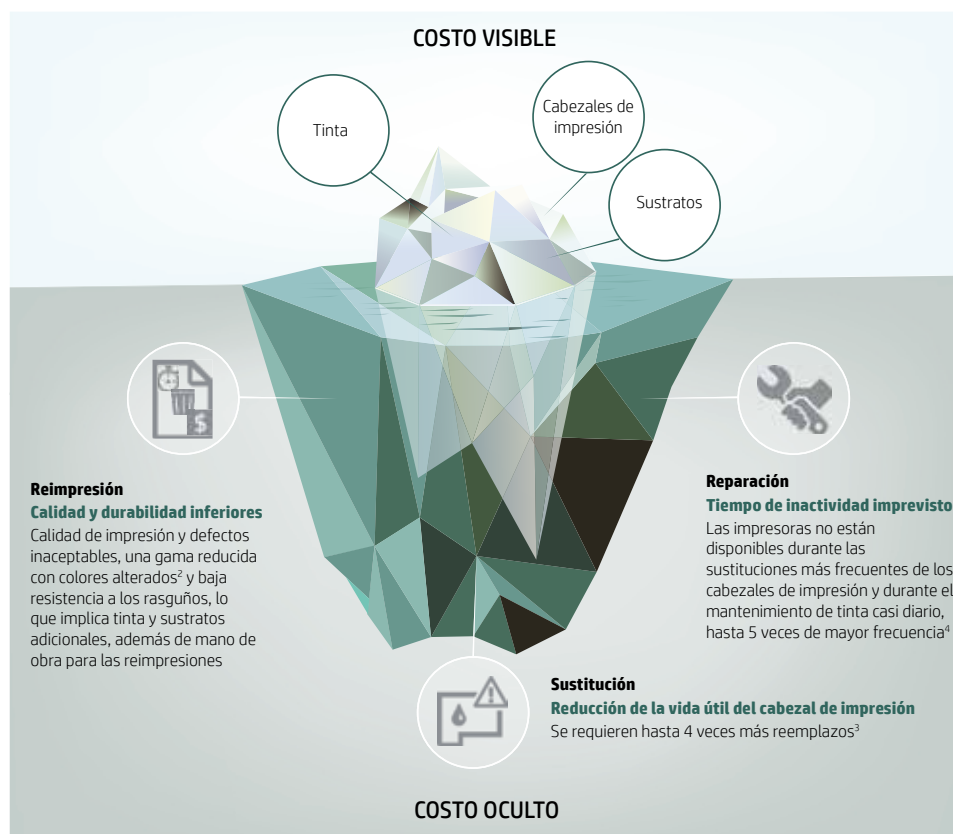 COSTO VISIBLE
Tinta
Cabezales de
impresión
Sustratos
$
Reimpresión
Calidad y durabilidad inferiores
Calidad de impresión y defectos
inaceptables, una gama reducida
con colores alterados² y baja
resistencia a los rasguños, lo
que implica tinta y sustratos
adicionales, además de mano de
obra para las reimpresiones
Reparación
Tiempo de inactividad imprevisto
Las impresoras no están
disponibles durante las
sustituciones más frecuentes de los
cabezales de impresión y durante el
mantenimiento de tinta casi diario,
hasta 5 veces de mayor frecuencia⁴
Sustitución
Reducción de la vida útil del cabezal de impresión
Se requieren hasta 4 veces más reemplazos³
COSTO OCULTO